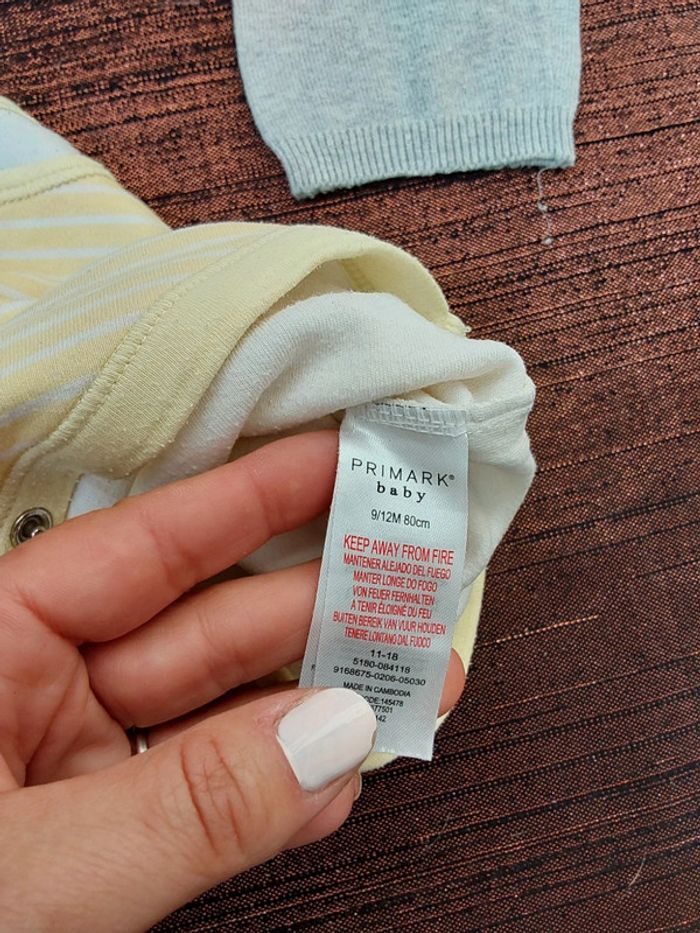 PRIMARK®
baby
9/12M 80cm
KEEP AWAY FROM FIRE
MANTENER ALEJADO DEL FUEGO
MANTER LONGE DO FOGO
VON FEUER FERNHALTEN
A TENIR ÉLOIGNÉ DU FEU
BUITEN BEREIK VAN VUUR HOUDEN
TENERE LONTANO DAL FUOCO
11-18
5180-084118
9168675-0206-05030
MADE IN CAMBODIA